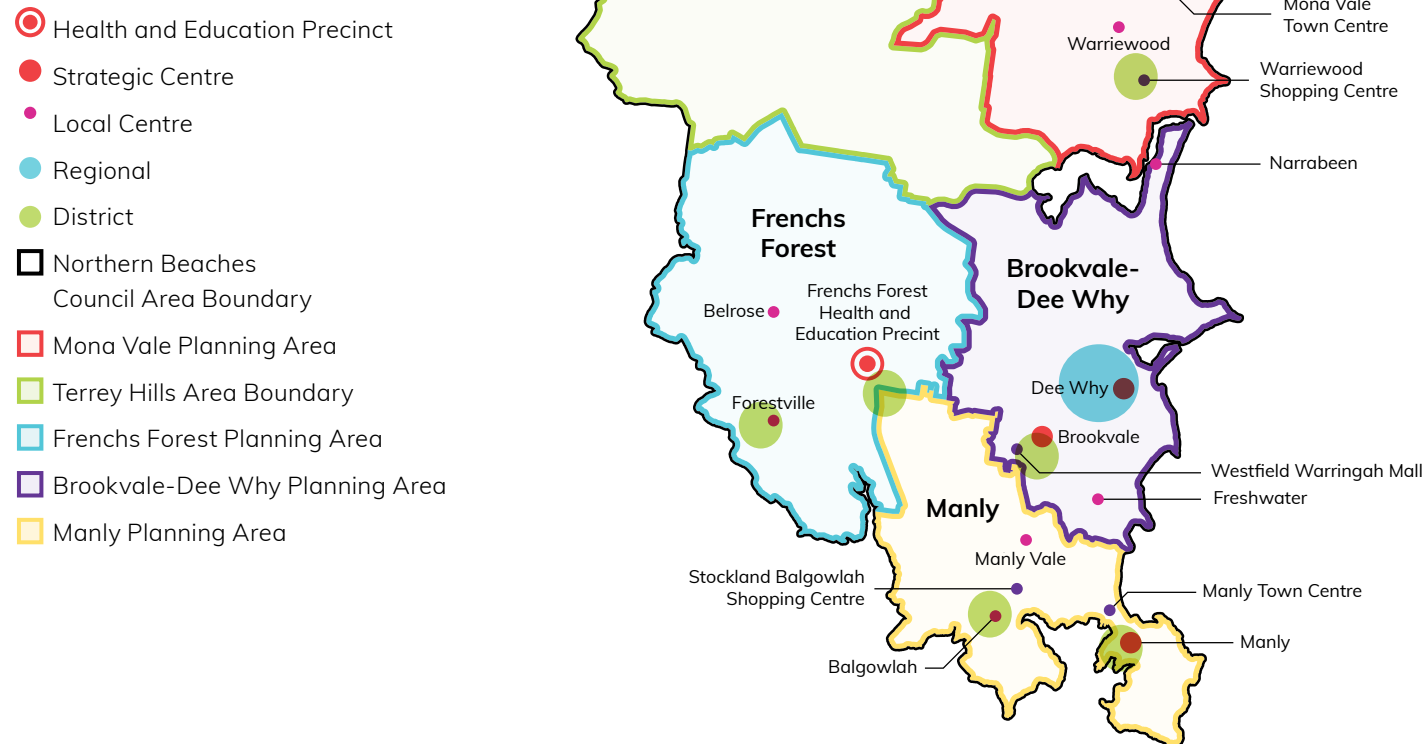 Health and Education Precinct
Strategic Centre
Local Centre
Regional
District
Northern Beaches
Council Area Boundary
Mona Vale Planning Area
Terrey Hills Area Boundary
Frenchs Forest Planning Area
Brookvale-Dee Why Planning Area
Manly Planning Area
Mona Vale
Town Centre
Warriewood
Warriewood
Shopping Centre
Narrabeen
Frenchs
Forest
Brookvale-
Dee Why
Belrose
Frenchs Forest
Health and
Education Precint
Dee Why
Forestville
Brookvale
Westfield Warringah Mall
Freshwater
Manly
Manly Vale
Stockland Balgowlah
Shopping Centre
Manly Town Centre
Manly
Balgowlah